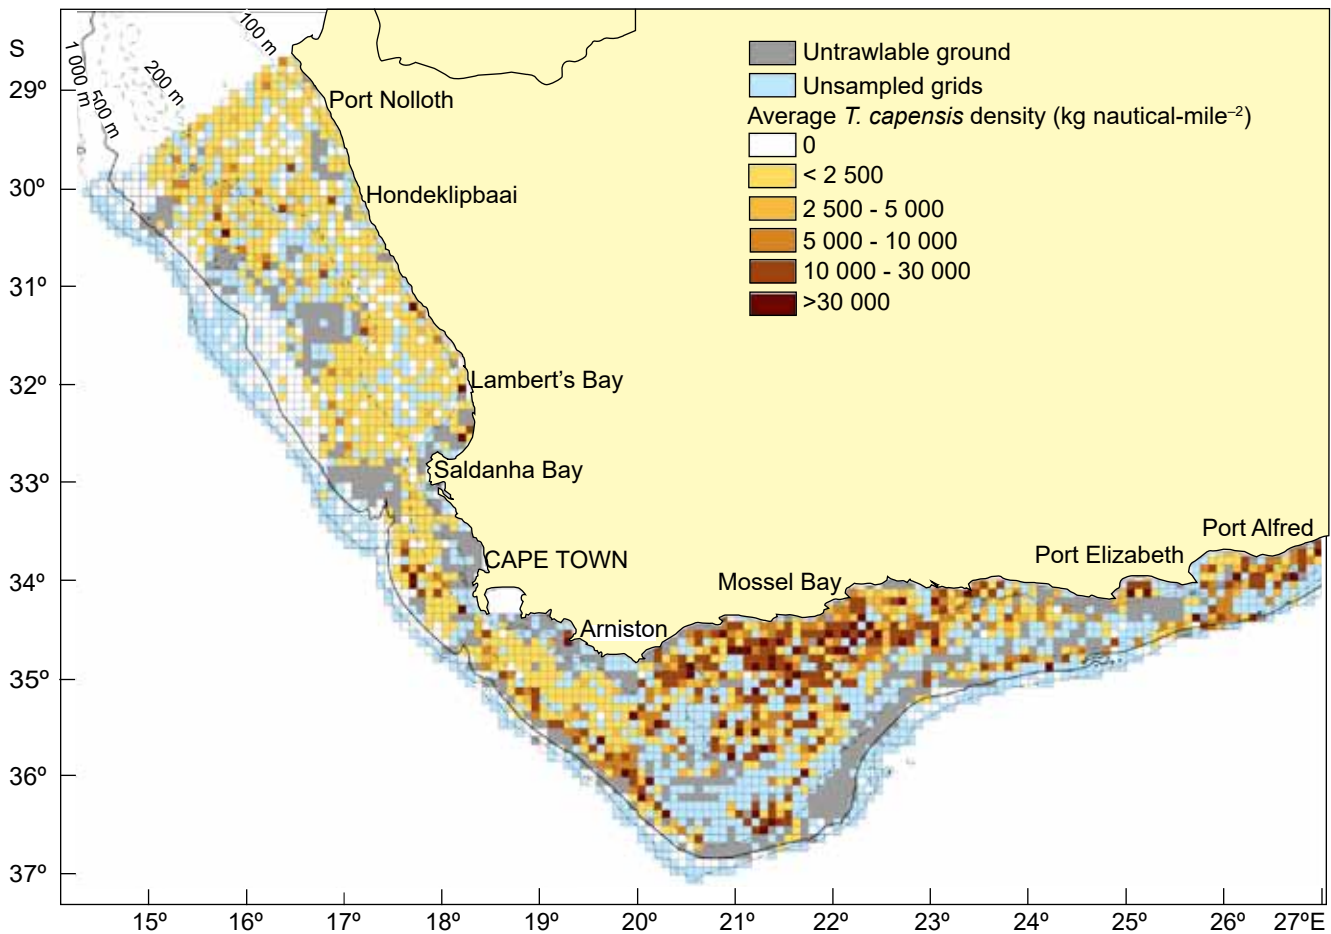 100 m
S
1 000 m
200 m
500 m
Untrawlable ground
Unsampled grids
Average T. capensis density (kg nautical-mile⁻²)
0
< 2 500
2 500 - 5 000
5 000 - 10 000
10 000 - 30 000
>30 000
29º
Port Nolloth
30º
Hondeklipbaai
31º
32º
Lambert's Bay
33º
Saldanha Bay
Port Alfred
CAPE TOWN
Port Elizabeth
34º
Mossel Bay
Arniston
35º
36º
37º
15º 16º 17º 18º 19º 20º 21º 22º 23º 24º 25º 26º 27ºE